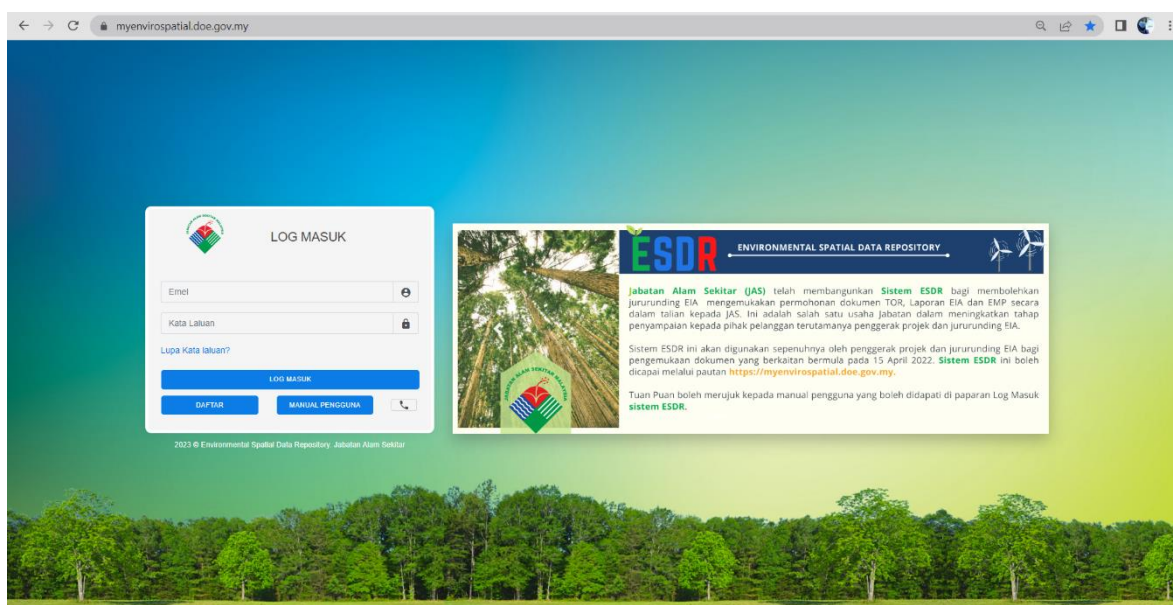 myenvirospatial.doe.gov.my
LOG MASUK
Emel
Kata Laluan
Lupa Kata laluan?
LOG MASUK
DAFTAR
MANUAL PENGGUNA
2023 © Environmental Spatial Data Repository. Jabatan Alam Sekitar
ESDR
ENVIRONMENTAL SPATIAL DATA REPOSITORY
Jabatan Alam Sekitar (JAS) telah membangunkan Sistem ESDR bagi membolehkan
jururunding EIA mengemukakan permohonan dokumen TOR, Laporan EIA dan EMP secara
dalam talian kepada JAS. Ini adalah salah satu usaha Jabatan dalam meningkatkan tahap
penyampaian kepada pihak pelanggan terutamanya penggerak projek dan jururunding EIA.
Sistem ESDR ini akan digunakan sepenuhnya oleh penggerak projek dan jururunding EIA bagi
pengemukaan dokumen yang berkaitan bermula pada 15 April 2022. Sistem ESDR ini boleh
dicapai melalui pautan https://myenvirospatial.doe.gov.my.
Tuan Puan boleh merujuk kepada manual pengguna yang boleh didapati di paparan Log Masuk
sistem ESDR.
JABATAN ALAM SEKITAR MALAYSIA